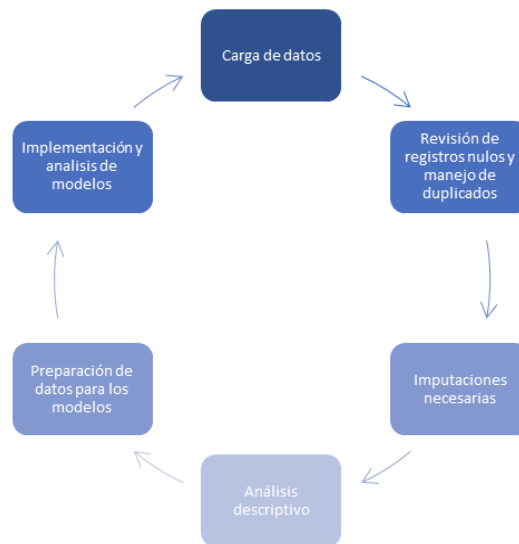 Carga de datos
Revisión de
registros nulos y
manejo de
duplicados
Imputaciones
necesarias
Análisis
descriptivo
Preparación de
datos para los
modelos
Implementación y
analisis de
modelos